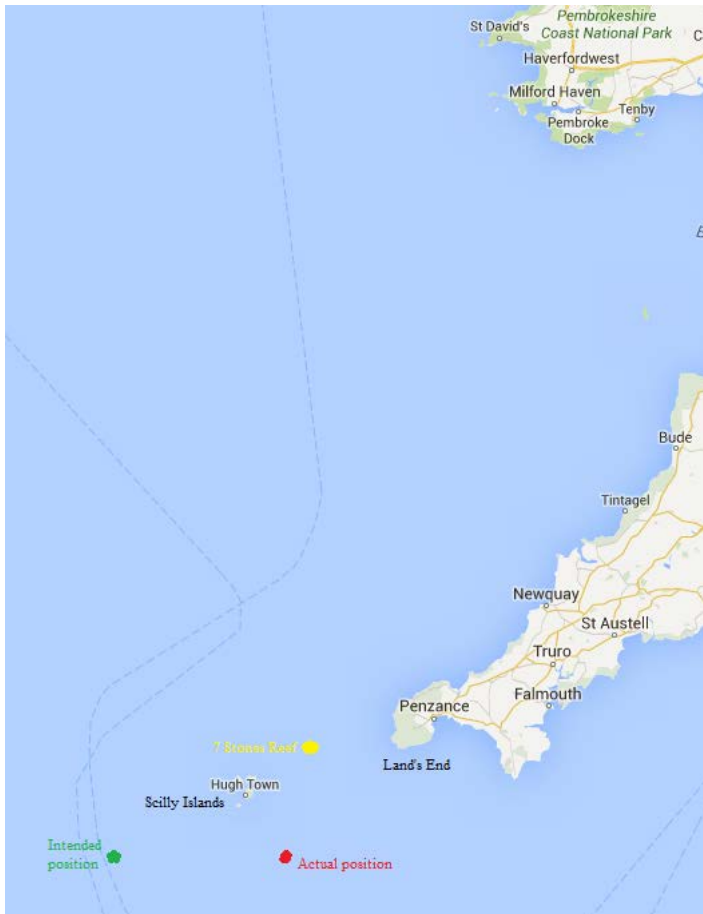 Pembrokeshire
Coast National Park
St David's
C
Haverfordwest
Milford Haven
Tenby
Pembroke
Dock
E
Bude
Tintagel
Newquay
St Austell
Truro
Penzance
Falmouth
7 Stones Reef
Land's End
Hugh Town
Scilly Islands
Intended
position
Actual position